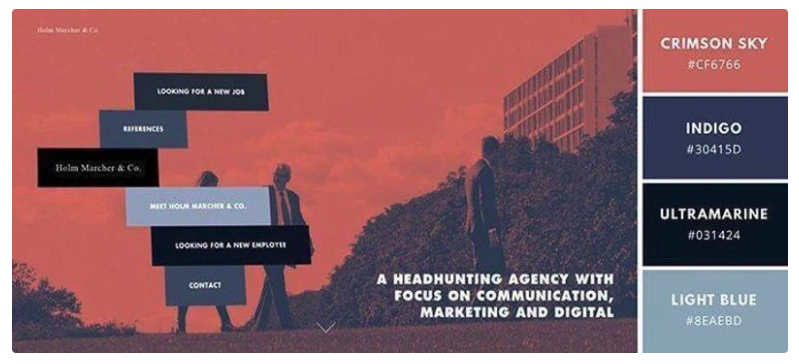 Holm Marcher & Co.
LOOKING FOR A NEW JOB
REFERENCES
Holm Marcher & Co.
MEET HOLM MARCHER & CO.
LOOKING FOR A NEW EMPLOYEE
CONTACT
A HEADHUNTING AGENCY WITH
FOCUS ON COMMUNICATION,
MARKETING AND DIGITAL
CRIMSON SKY
#CF6766
INDIGO
#30415D
ULTRAMARINE
#031424
LIGHT BLUE
#8EAEBD